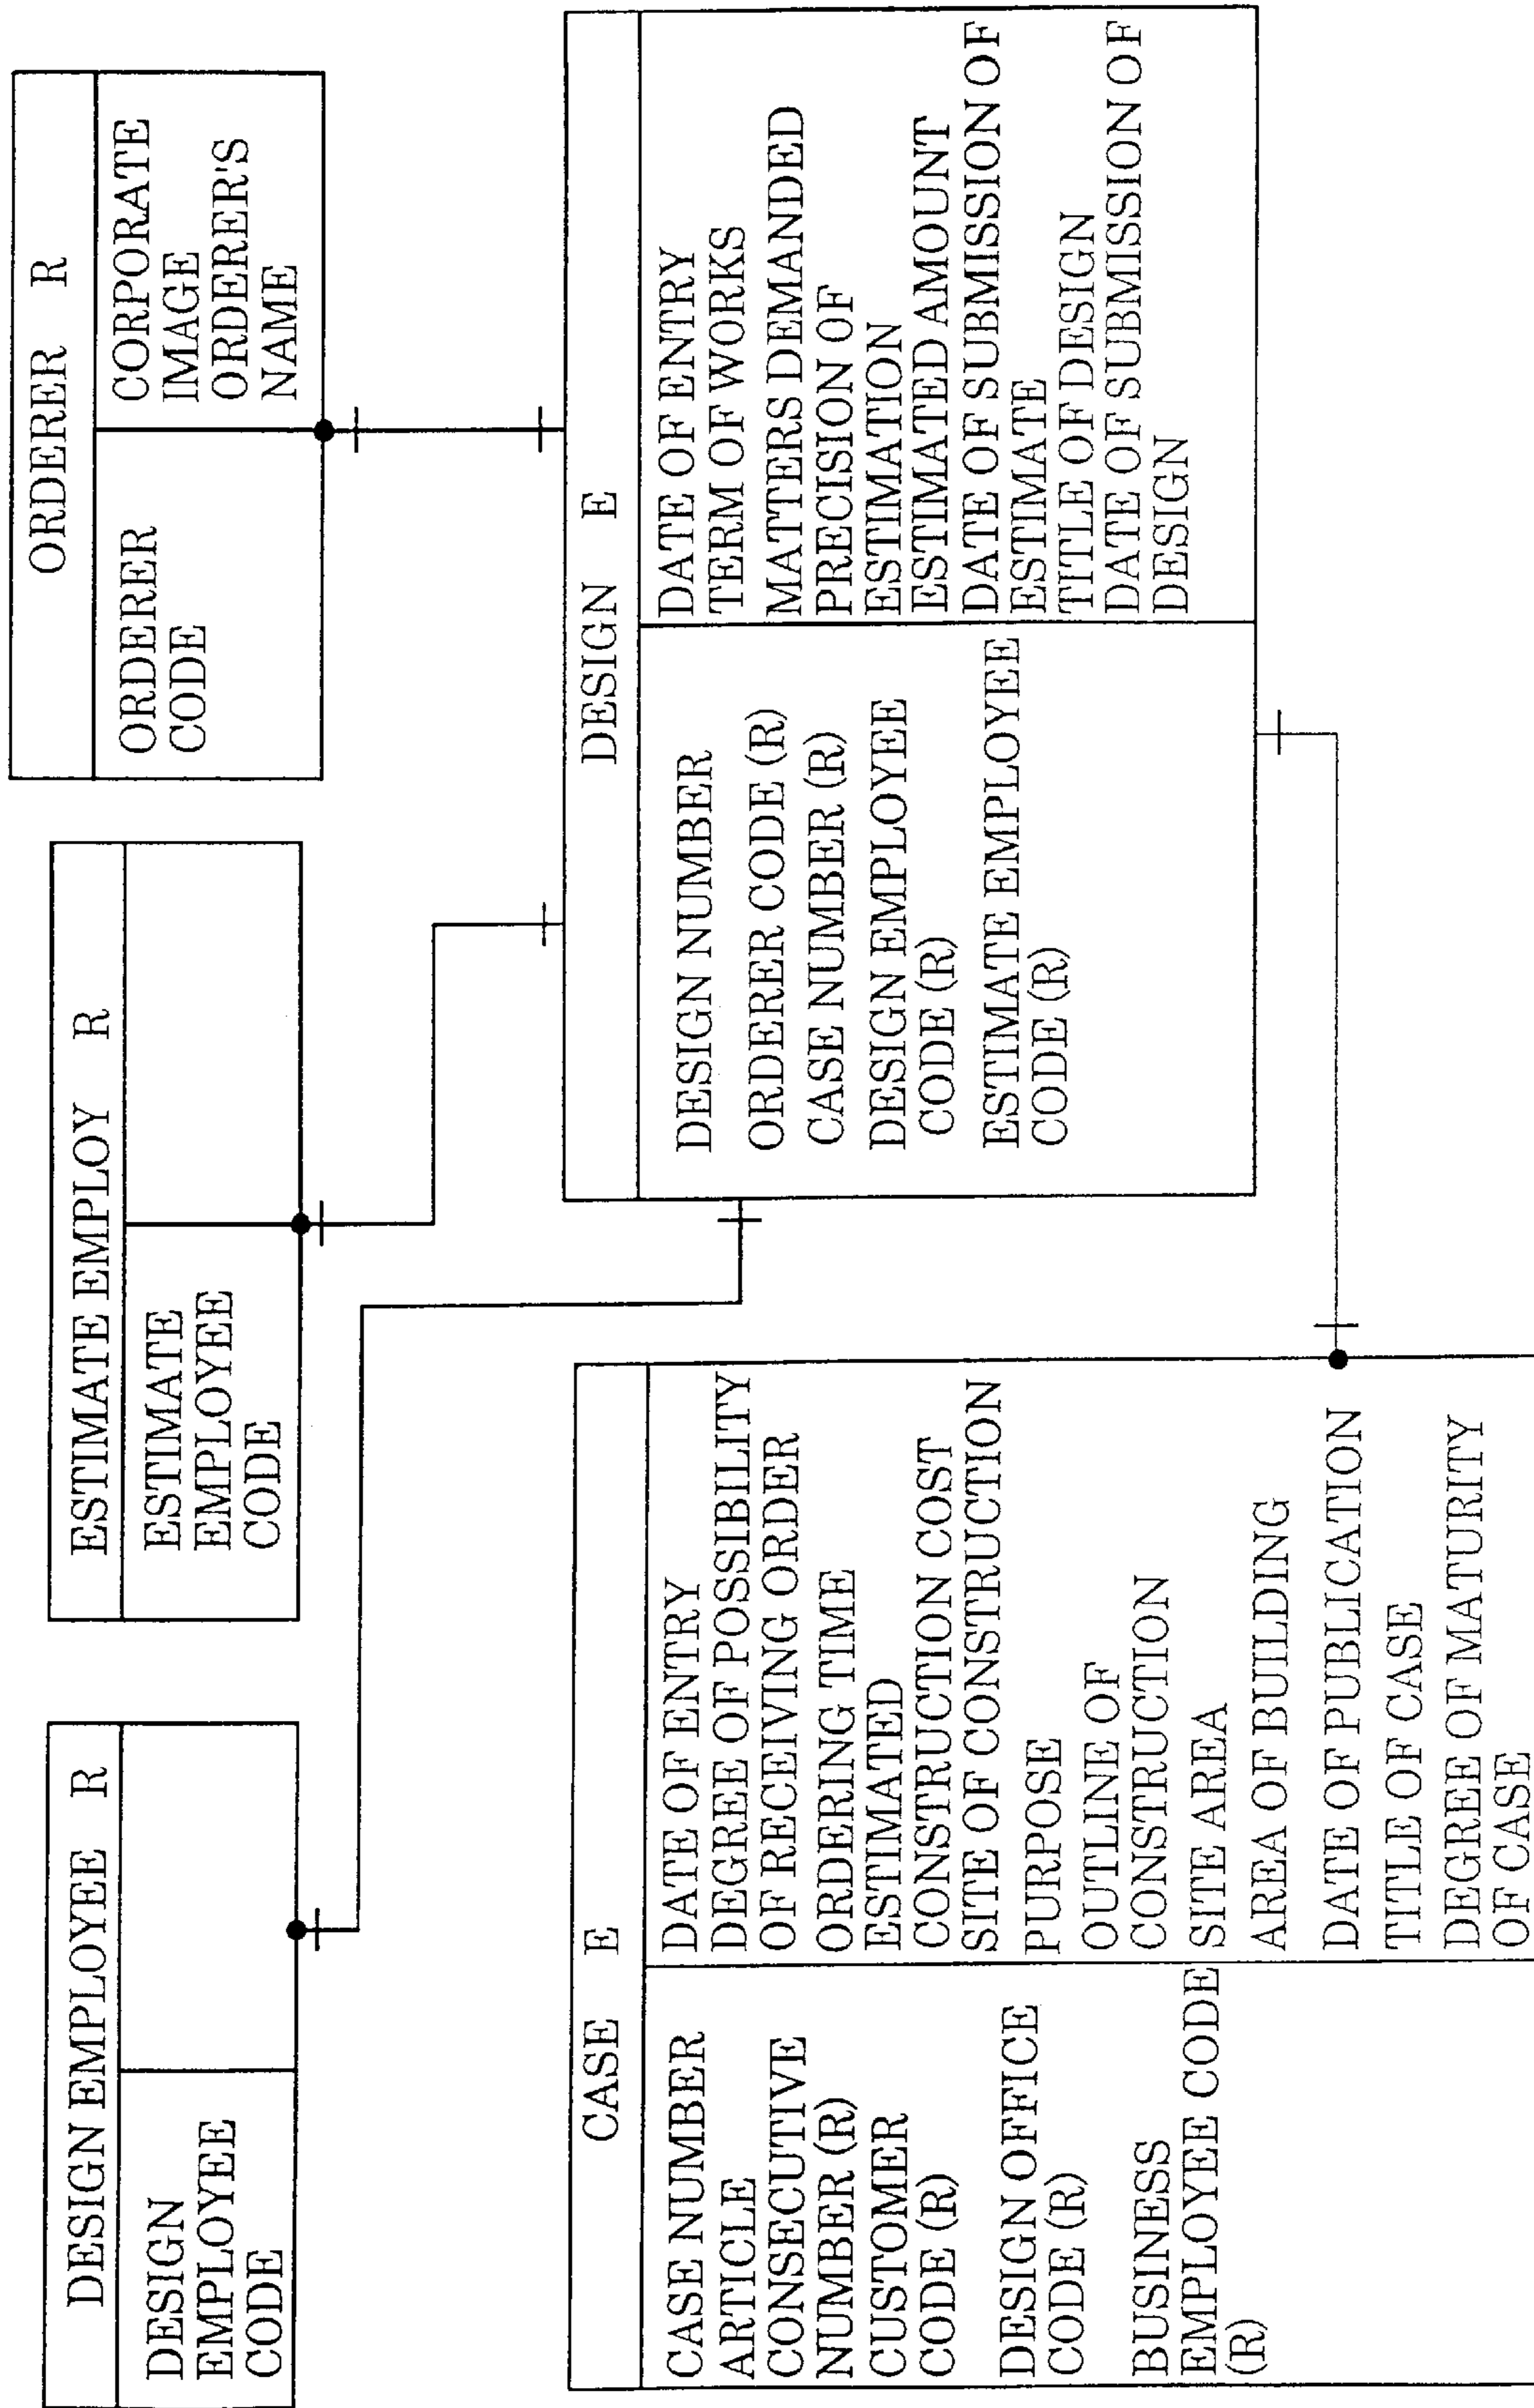 DESIGN EMPLOYEE R
DESIGN
EMPLOYEE
CODE
ESTIMATE EMPLOY R
ESTIMATE
EMPLOYEE
CODE
ORDERER R
ORDERER
CODE
CORPORATE
IMAGE
ORDERER'S
NAME
CASE E
CASE NUMBER
ARTICLE
CONSECUTIVE
NUMBER (R)
CUSTOMER
CODE (R)
DESIGN OFFICE
CODE (R)
BUSINESS
EMPLOYEE CODE
(R)
DATE OF ENTRY
DEGREE OF POSSIBILITY
OF RECEIVING ORDER
ORDERING TIME
ESTIMATED
CONSTRUCTION COST
SITE OF CONSTRUCTION
PURPOSE
OUTLINE OF
CONSTRUCTION
SITE AREA
AREA OF BUILDING
DATE OF PUBLICATION
TITLE OF CASE
DEGREE OF MATURITY
OF CASE
DESIGN E
DESIGN NUMBER
ORDERER CODE (R)
CASE NUMBER (R)
DESIGN EMPLOYEE
CODE (R)
ESTIMATE EMPLOYEE
CODE (R)
DATE OF ENTRY
TERM OF WORKS
MATTERS DEMANDED
PRECISION OF
ESTIMATION
ESTIMATED AMOUNT
DATE OF SUBMISSION OF
ESTIMATE
TITLE OF DESIGN
DATE OF SUBMISSION OF
DESIGN